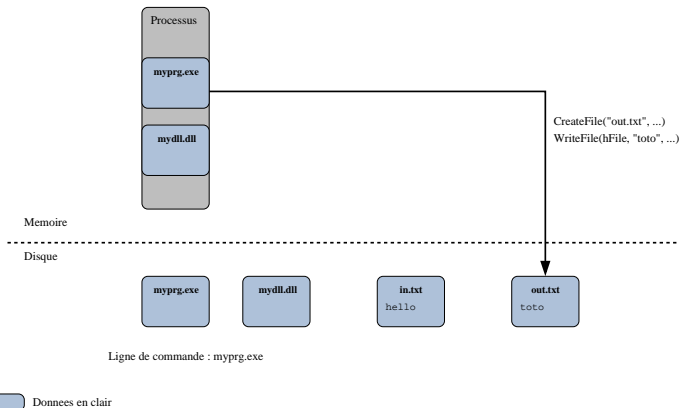 Processus
myprg.exe
mydll.dll
CreateFile("out.txt", ...)
WriteFile(hFile, "toto", ...)
Memoire
Disque
myprg.exe
mydll.dll
in.txt
hello
out.txt
toto
Ligne de commande : myprg.exe
Donnees en clair